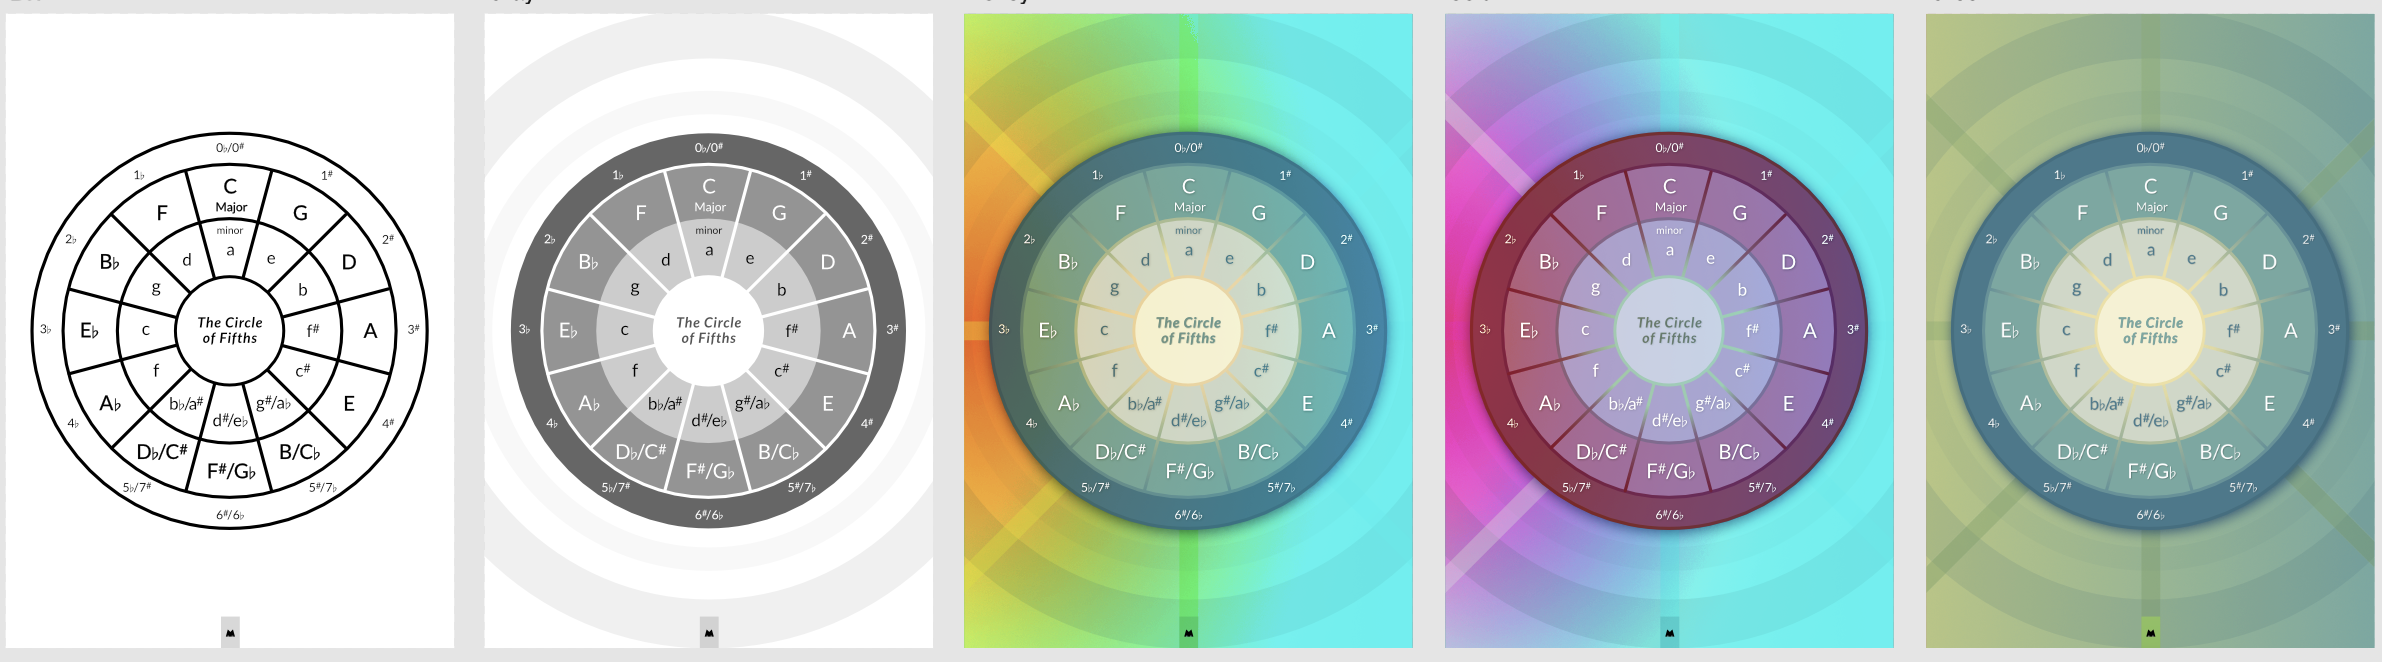 0♭/0#
1♭ 1#
C
Major
F G
2♭ 2#
minor
a
d e
B♭ D
g b
The Circle
of Fifths
3♭ E♭ c f# A 3#
f c#
A♭ b♭/a# g#/a♭ E
d#/e♭
4♭ 4#
D♭/C# B/C♭
F#/G♭
5♭/7# 5#/7♭
6#/6♭
0♭/0#
1♭ 1#
C
Major
F G
2♭ 2#
minor
a
d e
B♭ D
g b
The Circle
of Fifths
3♭ E♭ c f# A 3#
f c#
A♭ b♭/a# g#/a♭ E
d#/e♭
4♭ 4#
D♭/C# B/C♭
F#/G♭
5♭/7# 5#/7♭
6#/6♭
0♭/0#
1♭ 1#
C
Major
F G
2♭ 2#
minor
a
d e
B♭ D
g b
The Circle
of Fifths
3♭ E♭ c f# A 3#
f c#
A♭ b♭/a# g#/a♭ E
d#/e♭
4♭ 4#
D♭/C# B/C♭
F#/G♭
5♭/7# 5#/7♭
6#/6♭
0♭/0#
1♭ 1#
C
Major
F G
2♭ 2#
minor
a
d e
B♭ D
g b
The Circle
of Fifths
3♭ E♭ c f# A 3#
f c#
A♭ b♭/a# g#/a♭ E
d#/e♭
4♭ 4#
D♭/C# B/C♭
F#/G♭
5♭/7# 5#/7♭
6#/6♭
0♭/0#
1♭ 1#
C
Major
F G
2♭ 2#
minor
a
d e
B♭ D
g b
The Circle
of Fifths
3♭ E♭ c f# A 3#
f c#
A♭ b♭/a# g#/a♭ E
d#/e♭
4♭ 4#
D♭/C# B/C♭
F#/G♭
5♭/7# 5#/7♭
6#/6♭